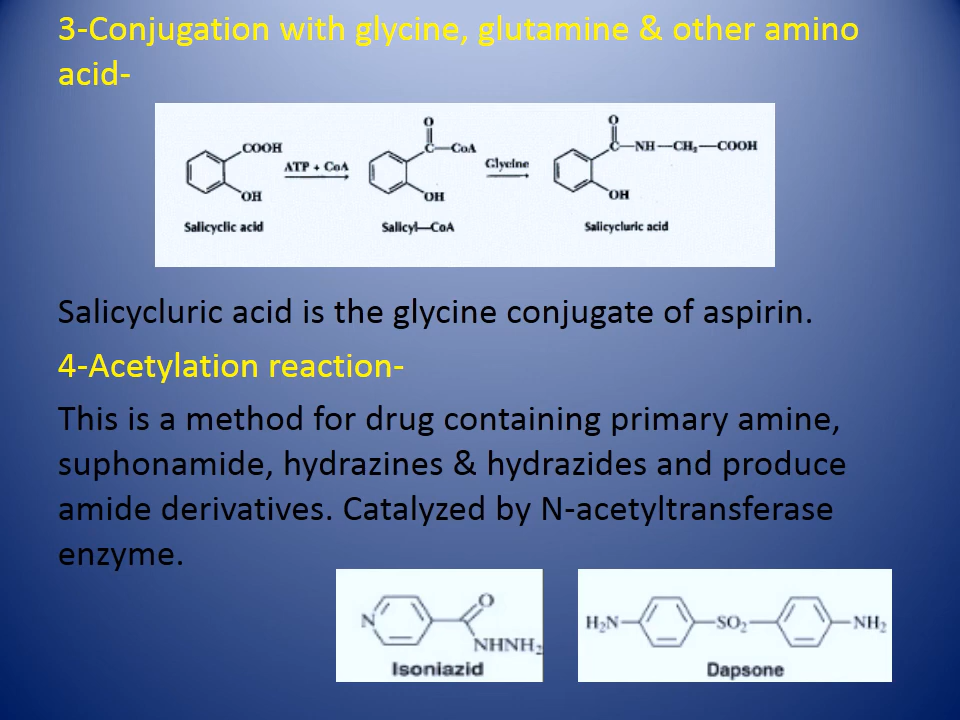 3-Conjugation with glycine, glutamine & other amino
acid-
COOH
OH
Salicyclic acid
ATP + CoA
O
C—CoA
OH
Salicyl—CoA
Glycine
O
C—NH—CH₂—COOH
OH
Salicycluric acid
Salicycluric acid is the glycine conjugate of aspirin.
4-Acetylation reaction-
This is a method for drug containing primary amine,
suphonamide, hydrazines & hydrazides and produce
amide derivatives. Catalyzed by N-acetyltransferase
enzyme.
N
O
NHNH₂
Isoniazid
H₂N—SO₂—NH₂
Dapsone